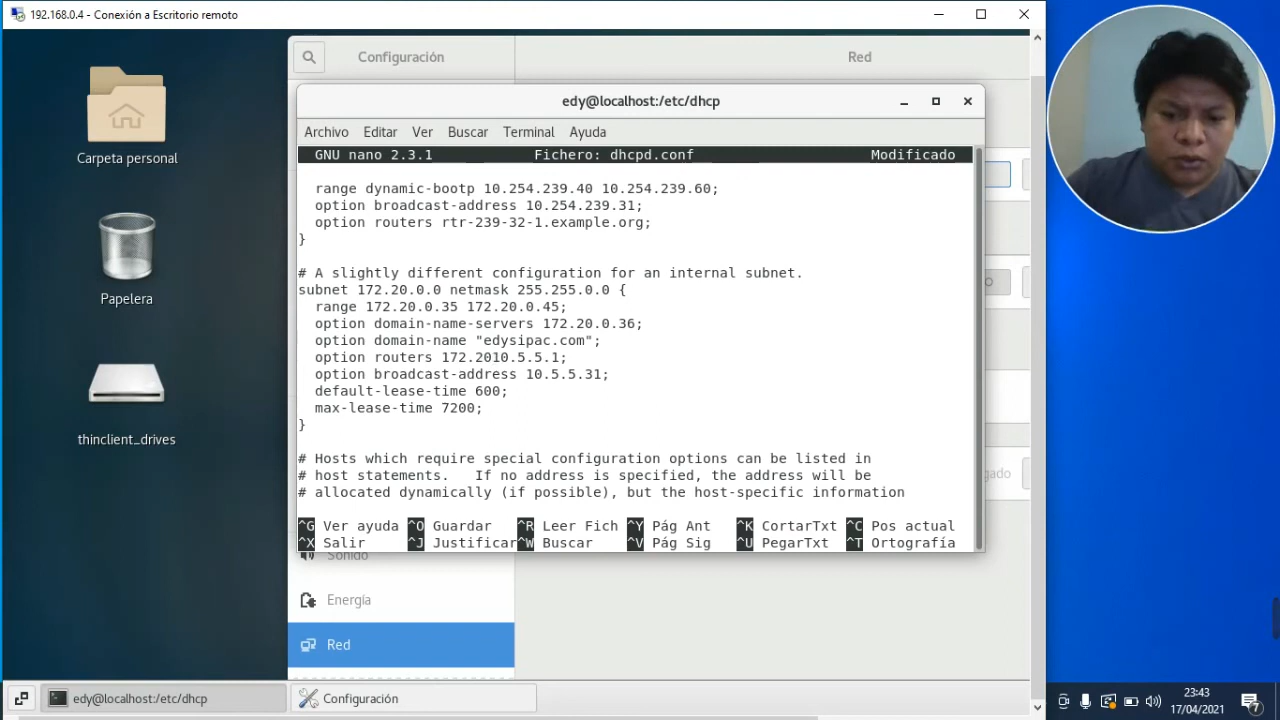 192.168.0.4 - Conexión a Escritorio remoto
Configuración
Red
Carpeta personal
Papelera
thinclient_drives
edy@localhost:/etc/dhcp
Archivo Editar Ver Buscar Terminal Ayuda
GNU nano 2.3.1 Fichero: dhcpd.conf Modificado
range dynamic-bootp 10.254.239.40 10.254.239.60;
option broadcast-address 10.254.239.31;
option routers rtr-239-32-1.example.org;
}
# A slightly different configuration for an internal subnet.
subnet 172.20.0.0 netmask 255.255.0.0 {
range 172.20.0.35 172.20.0.45;
option domain-name-servers 172.20.0.36;
option domain-name "edysipac.com";
option routers 172.2010.5.5.1;
option broadcast-address 10.5.5.31;
default-lease-time 600;
max-lease-time 7200;
}
# Hosts which require special configuration options can be listed in
# host statements. If no address is specified, the address will be
# allocated dynamically (if possible), but the host-specific information
^G Ver ayuda ^O Guardar ^R Leer Fich ^Y Pág Ant ^K CortarTxt ^C Pos actual
^X Salir ^J Justificar ^W Buscar ^V Pág Sig ^U PegarTxt ^T Ortografía
Sonido
Energía
Red
edy@localhost:/etc/dhcp
Configuración
23:43
17/04/2021
7